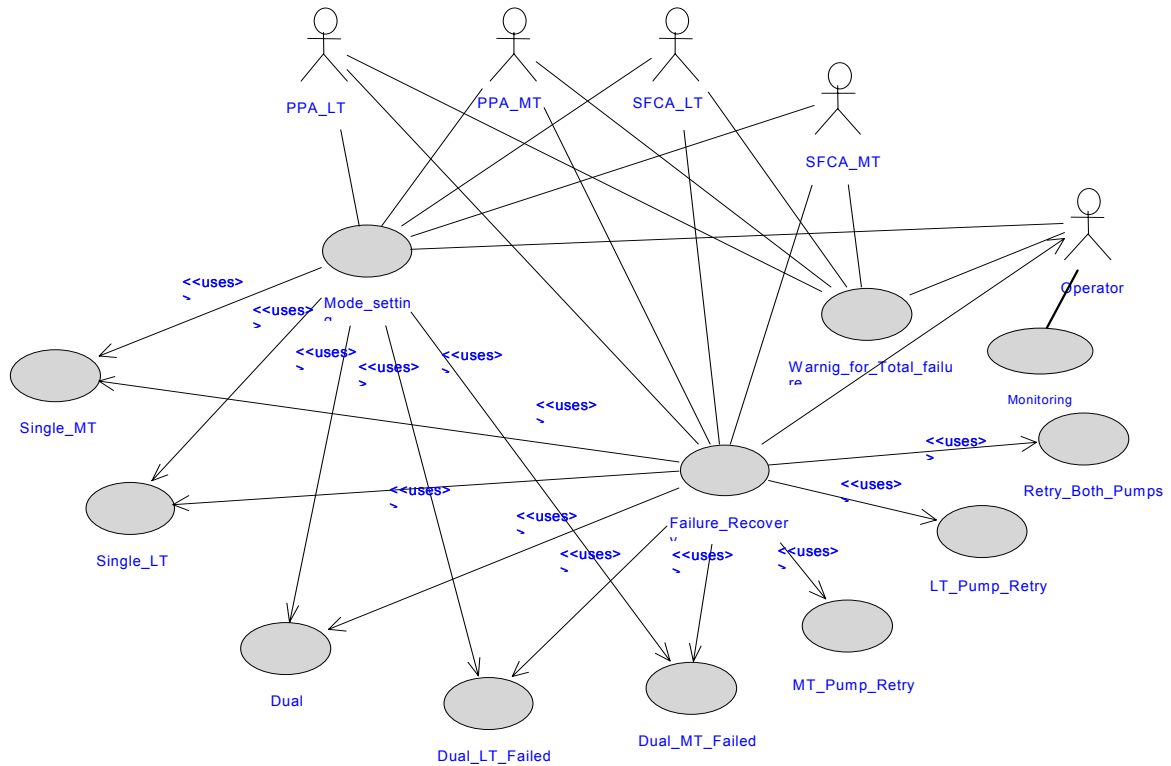 PPA_LT
PPA_MT
SFCA_LT
SFCA_MT
Operator
<<uses>
>
Mode_settin
g
<<uses>
>
<<uses>
>
<<uses>
>
<<uses>
>
Warnig_for_Total_failu
re
Monitoring
Single_MT
<<uses>
>
<<uses>
>
Retry_Both_Pumps
<<uses>
>
<<uses>
>
Failure_Recover
y
<<uses>
>
Single_LT
<<uses>
>
<<uses>
>
<<uses>
>
LT_Pump_Retry
MT_Pump_Retry
Dual
Dual_LT_Failed
Dual_MT_Failed